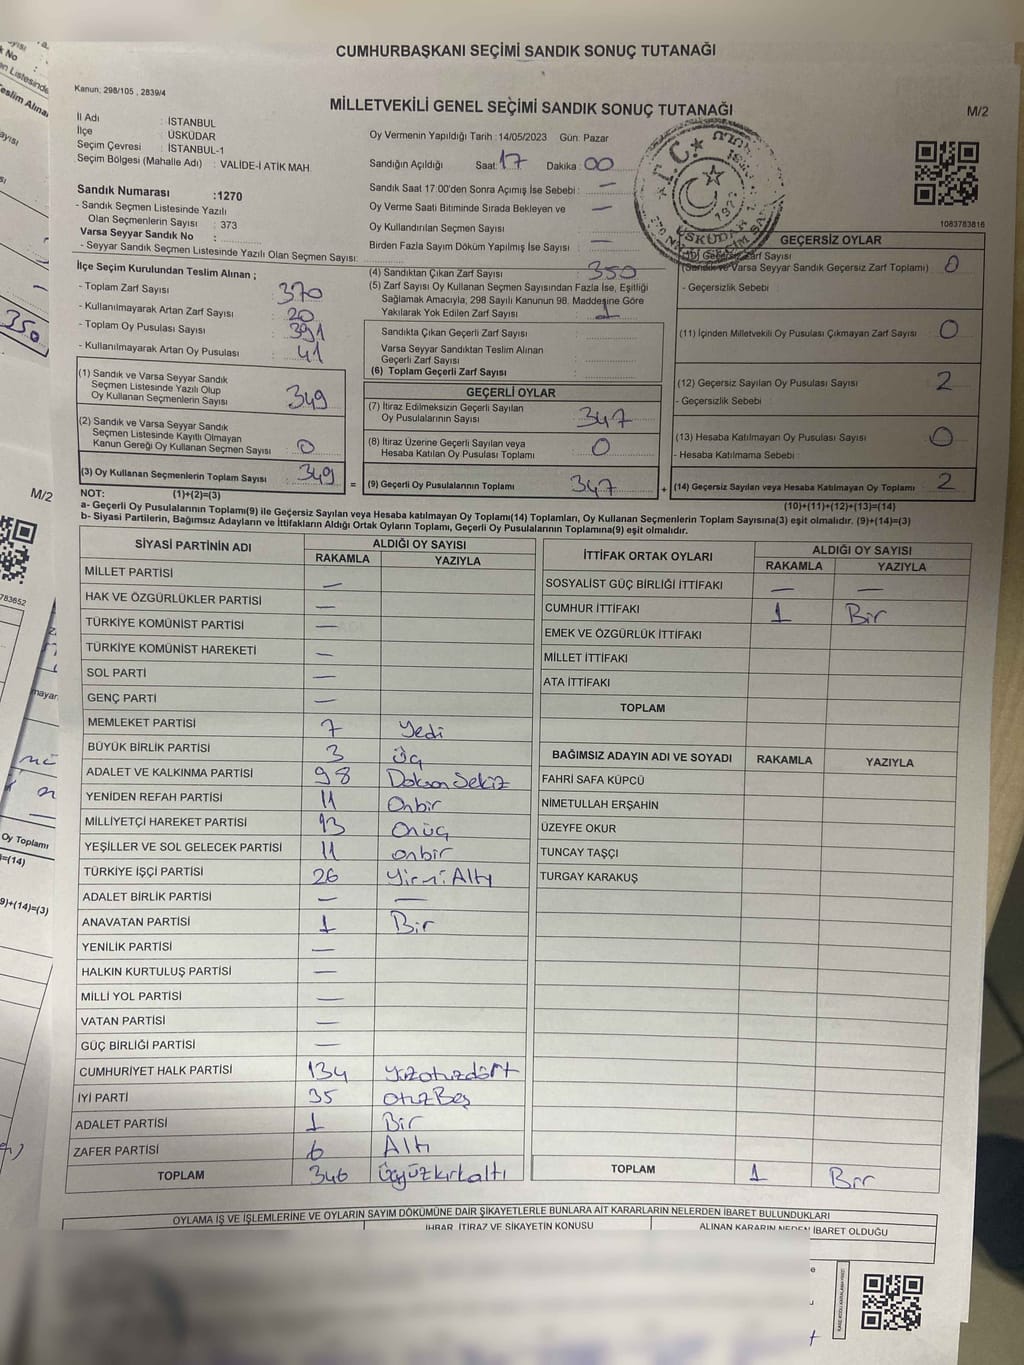 CUMHURBAŞKANI SEÇİMİ SANDIK SONUÇ TUTANAĞI
Kanun: 298/105 , 2839/4
MİLLETVEKİLİ GENEL SEÇİMİ SANDIK SONUÇ TUTANAĞI
M/2
İl Adı : İSTANBUL
İlçe : ÜSKÜDAR
Seçim Çevresi : İSTANBUL-1
Seçim Bölgesi (Mahalle Adı) : VALİDE-İ ATİK MAH.
Sandık Numarası :1270
- Sandık Seçmen Listesinde Yazılı
Olan Seçmenlerin Sayısı : 373
Varsa Seyyar Sandık No :
- Seyyar Sandık Seçmen Listesinde Yazılı Olan Seçmen Sayısı:
Oy Vermenin Yapıldığı Tarih :14/05/2023 Gün: Pazar
Sandığın Açıldığı Saat: 17 Dakika: 00
Sandık Saat 17:00'den Sonra Açımış İse Sebebi : —
Oy Verme Saati Bitiminde Sırada Bekleyen ve —
Oy Kullandırılan Seçmen Sayısı :
Birden Fazla Sayım Döküm Yapılmış İse Sayısı : —
1083783816
İlçe Seçim Kurulundan Teslim Alınan ;
- Toplam Zarf Sayısı : 370
- Kullanılmayarak Artan Zarf Sayısı : 20
- Toplam Oy Pusulası Sayısı : 391
- Kullanılmayarak Artan Oy Pusulası : 41
(1) Sandık ve Varsa Seyyar Sandık
Seçmen Listesinde Yazılı Olup
Oy Kullanan Seçmenlerin Sayısı : 349
(2) Sandık ve Varsa Seyyar Sandık
Seçmen Listesinde Kayıtlı Olmayan
Kanun Gereği Oy Kullanan Seçmen Sayısı : 0
(3) Oy Kullanan Seçmenlerin Toplam Sayısı : 349
(4) Sandıktan Çıkan Zarf Sayısı : 350
(5) Zarf Sayısı Oy Kullanan Seçmen Sayısından Fazla İse, Eşitliği
Sağlamak Amacıyla, 298 Sayılı Kanunun 98. Maddesine Göre
Yakılarak Yok Edilen Zarf Sayısı : 1
Sandıkta Çıkan Geçerli Zarf Sayısı :
Varsa Seyyar Sandıktan Teslim Alınan
Geçerli Zarf Sayısı :
(6) Toplam Geçerli Zarf Sayısı :
GEÇERLİ OYLAR
(7) İtiraz Edilmeksizin Geçerli Sayılan
Oy Pusulalarının Sayısı : 347
(8) İtiraz Üzerine Geçerli Sayılan veya
Hesaba Katılan Oy Pusulası Toplamı : 0
= (9) Geçerli Oy Pusulalarının Toplamı : 347
GEÇERSİZ OYLAR
(10) Geçersiz Zarf Sayısı
(Sandık ve Varsa Seyyar Sandık Geçersiz Zarf Toplamı) : 0
- Geçersizlik Sebebi :
(11) İçinden Milletvekili Oy Pusulası Çıkmayan Zarf Sayısı : 0
(12) Geçersiz Sayılan Oy Pusulası Sayısı : 2
- Geçersizlik Sebebi :
(13) Hesaba Katılmayan Oy Pusulası Sayısı : 0
- Hesaba Katılmama Sebebi :
+ (14) Geçersiz Sayılan veya Hesaba Katılmayan Oy Toplamı : 2
NOT: (1)+(2)=(3)
(10)+(11)+(12)+(13)=(14)
a- Geçerli Oy Pusulalarının Toplamı(9) ile Geçersiz Sayılan veya Hesaba katılmayan Oy Toplamı(14) Toplamları, Oy Kullanan Seçmenlerin Toplam Sayısına(3) eşit olmalıdır. (9)+(14)=(3)
b- Siyasi Partilerin, Bağımsız Adayların ve İttifakların Aldığı Ortak Oyların Toplamı, Geçerli Oy Pusulalarının Toplamına(9) eşit olmalıdır.
SİYASİ PARTİNİN ADI ALDIĞI OY SAYISI
RAKAMLA YAZIYLA
MİLLET PARTİSİ —
HAK VE ÖZGÜRLÜKLER PARTİSİ —
TÜRKİYE KOMÜNİST PARTİSİ —
TÜRKİYE KOMÜNİST HAREKETİ —
SOL PARTİ —
GENÇ PARTİ —
MEMLEKET PARTİSİ 7 Yedi
BÜYÜK BİRLİK PARTİSİ 3 Üç
ADALET VE KALKINMA PARTİSİ 98 Doksan Sekiz
YENİDEN REFAH PARTİSİ 11 Onbir
MİLLİYETÇİ HAREKET PARTİSİ 13 Onüç
YEŞİLLER VE SOL GELECEK PARTİSİ 11 onbir
TÜRKİYE İŞÇİ PARTİSİ 26 Yirmi Altı
ADALET BİRLİK PARTİSİ — —
ANAVATAN PARTİSİ 1 Bir
YENİLİK PARTİSİ —
HALKIN KURTULUŞ PARTİSİ —
MİLLİ YOL PARTİSİ —
VATAN PARTİSİ —
GÜÇ BİRLİĞİ PARTİSİ —
CUMHURİYET HALK PARTİSİ 134 Yüzotuzdört
İYİ PARTİ 35 otuzBeş
ADALET PARTİSİ 1 Bir
ZAFER PARTİSİ 6 Altı
TOPLAM 346 Üçyüzkırkaltı
İTTİFAK ORTAK OYLARI ALDIĞI OY SAYISI
RAKAMLA YAZIYLA
SOSYALİST GÜÇ BİRLİĞİ İTTİFAKI — —
CUMHUR İTTİFAKI 1 Bir
EMEK VE ÖZGÜRLÜK İTTİFAKI
MİLLET İTTİFAKI
ATA İTTİFAKI
TOPLAM
BAĞIMSIZ ADAYIN ADI VE SOYADI RAKAMLA YAZIYLA
FAHRİ SAFA KÜPCÜ
NİMETULLAH ERŞAHİN
ÜZEYFE OKUR
TUNCAY TAŞÇI
TURGAY KARAKUŞ
TOPLAM 1 Bir
OYLAMA İŞ VE İŞLEMLERİNE VE OYLARIN SAYIM DÖKÜMÜNE DAİR ŞİKAYETLERLE BUNLARA AİT KARARLARIN NELERDEN İBARET BULUNDUKLARI
İHBAR, İTİRAZ VE ŞİKAYETİN KONUSU ALINAN KARARIN NEDEN İBARET OLDUĞU